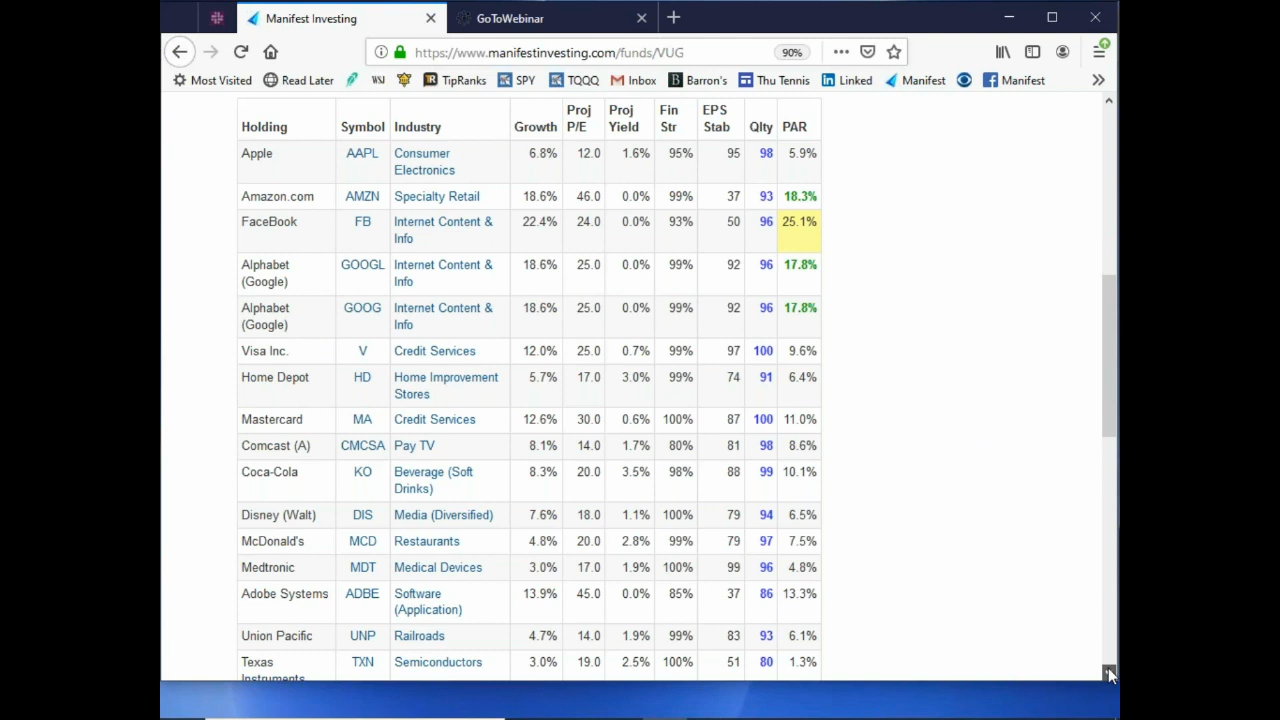 Manifest Investing
GoToWebinar
https://www.manifestinvesting.com/funds/VUG
90%
Most Visited Read Later WSJ TipRanks SPY TQQQ Inbox Barron's Thu Tennis Linked Manifest Manifest
Holding Symbol Industry Growth Proj P/E Proj Yield Fin Str EPS Stab Qlty PAR
Apple AAPL Consumer Electronics 6.8% 12.0 1.6% 95% 95 98 5.9%
Amazon.com AMZN Specialty Retail 18.6% 46.0 0.0% 99% 37 93 18.3%
FaceBook FB Internet Content & Info 22.4% 24.0 0.0% 93% 50 96 25.1%
Alphabet (Google) GOOGL Internet Content & Info 18.6% 25.0 0.0% 99% 92 96 17.8%
Alphabet (Google) GOOG Internet Content & Info 18.6% 25.0 0.0% 99% 92 96 17.8%
Visa Inc. V Credit Services 12.0% 25.0 0.7% 99% 97 100 9.6%
Home Depot HD Home Improvement Stores 5.7% 17.0 3.0% 99% 74 91 6.4%
Mastercard MA Credit Services 12.6% 30.0 0.6% 100% 87 100 11.0%
Comcast (A) CMCSA Pay TV 8.1% 14.0 1.7% 80% 81 98 8.6%
Coca-Cola KO Beverage (Soft Drinks) 8.3% 20.0 3.5% 98% 88 99 10.1%
Disney (Walt) DIS Media (Diversified) 7.6% 18.0 1.1% 100% 79 94 6.5%
McDonald's MCD Restaurants 4.8% 20.0 2.8% 99% 79 97 7.5%
Medtronic MDT Medical Devices 3.0% 17.0 1.9% 100% 99 96 4.8%
Adobe Systems ADBE Software (Application) 13.9% 45.0 0.0% 85% 37 86 13.3%
Union Pacific UNP Railroads 4.7% 14.0 1.9% 99% 83 93 6.1%
Texas Instruments TXN Semiconductors 3.0% 19.0 2.5% 100% 51 80 1.3%